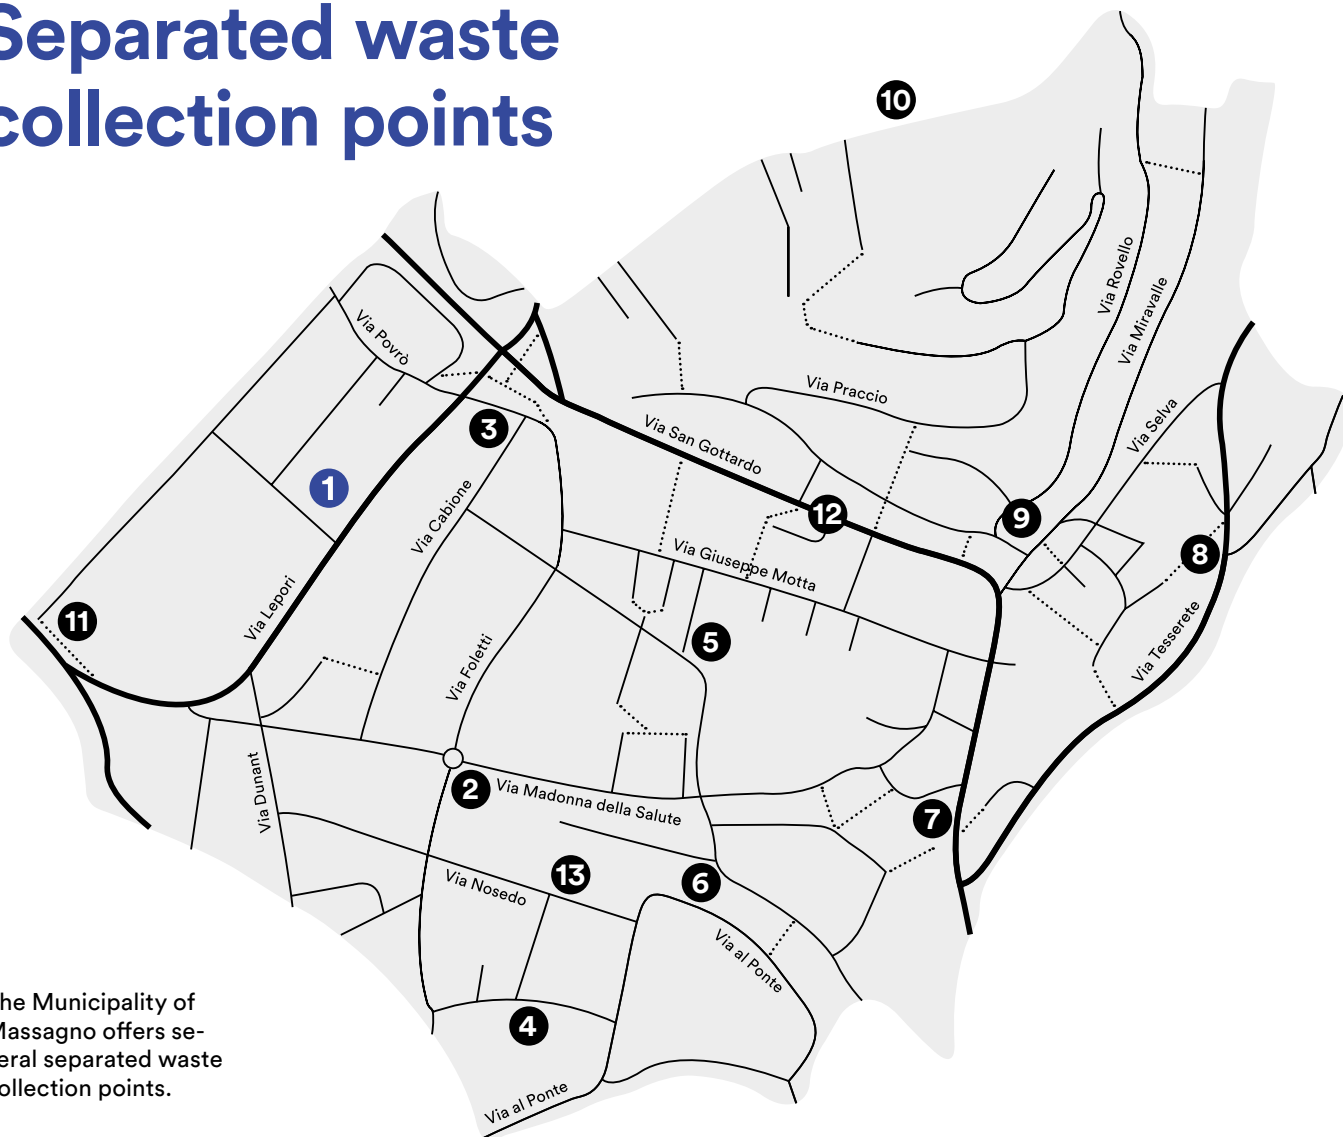 Separated waste
collection points
10
Via Rovello
Via Miravalle
Via Povrò
Via Praccio
Via Selva
3
Via San Gottardo
1
Via Cabione
12
9
8
Via Giuseppe Motta
11
Via Lepori
5
Via Foletti
Via Tesserete
Via Dunant
2
Via Madonna della Salute
7
13
6
Via Nosedo
Via al Ponte
4
Via al Ponte
he Municipality of
Massagno offers se-
eral separated waste
ollection points.